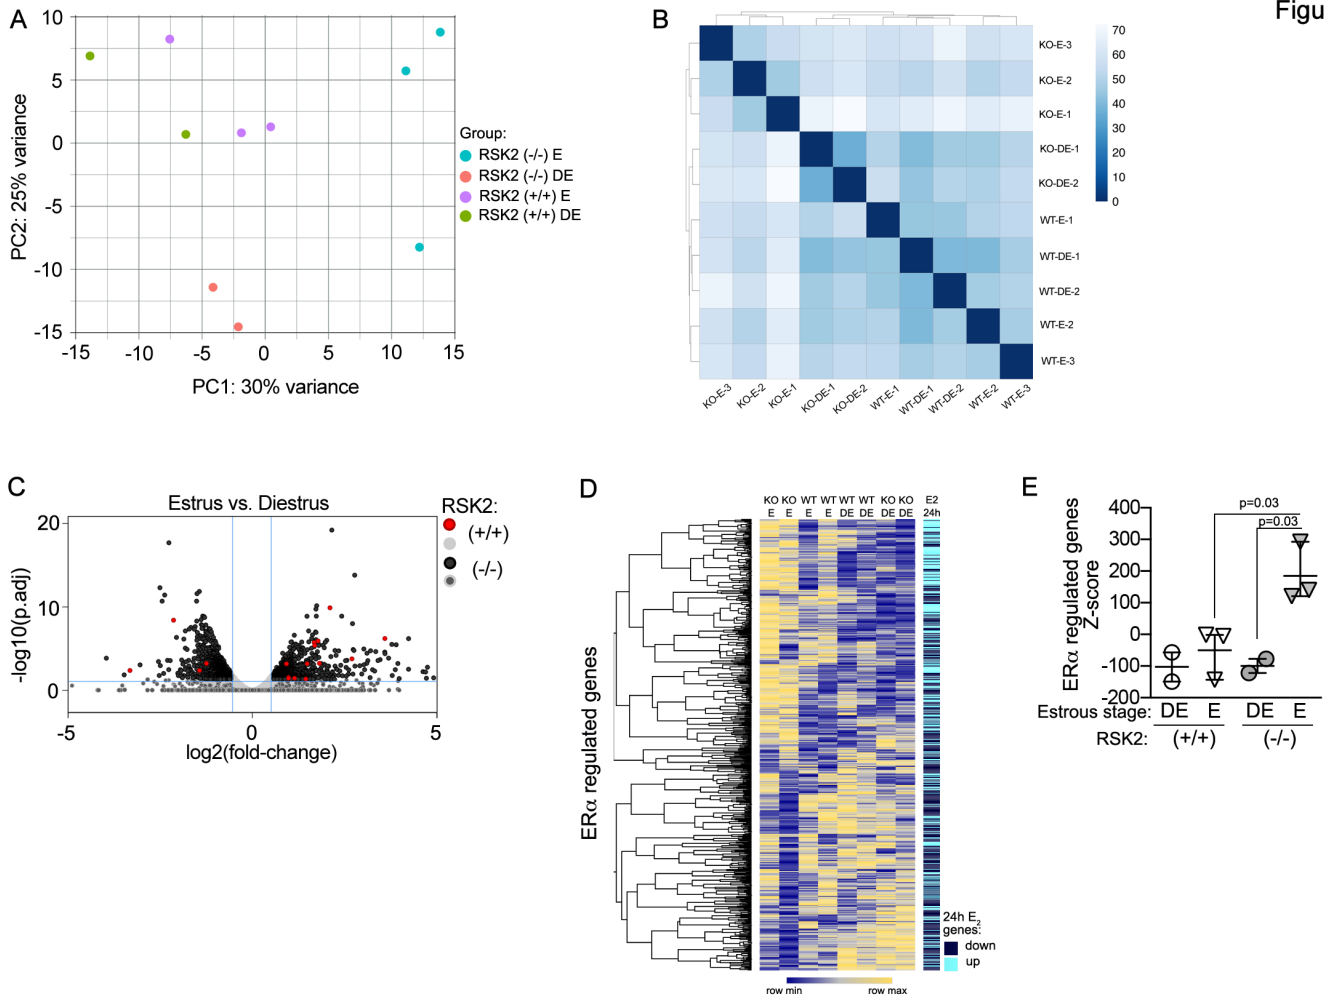 Figu
A
10
5
0
-5
-10
-15
PC2: 25% variance
-15
-10
-5
0
5
10
15
PC1: 30% variance
Group:
RSK2 (-/-) E
RSK2 (-/-) DE
RSK2 (+/+) E
RSK2 (+/+) DE
B
KO-E-3
KO-E-2
KO-E-1
KO-DE-1
KO-DE-2
WT-E-1
WT-DE-1
WT-DE-2
WT-E-2
WT-E-3
KO-E-3
KO-E-2
KO-E-1
KO-DE-1
KO-DE-2
WT-E-1
WT-DE-1
WT-DE-2
WT-E-2
WT-E-3
70
60
50
40
30
20
10
0
C
Estrus vs. Diestrus
20
10
0
-log10(p.adj)
-5
0
5
log2(fold-change)
RSK2:
(+/+)
(-/-)
D
KO KO WT WT WT WT KO KO E2
E E E E DE DE DE DE 24h
ERα regulated genes
24h E2
genes:
down
up
row min
row max
E
ERα regulated genes
Z-score
400
300
200
100
0
-100
-200
p=0.03
p=0.03
Estrous stage: DE E DE E
RSK2: (+/+) (-/-)